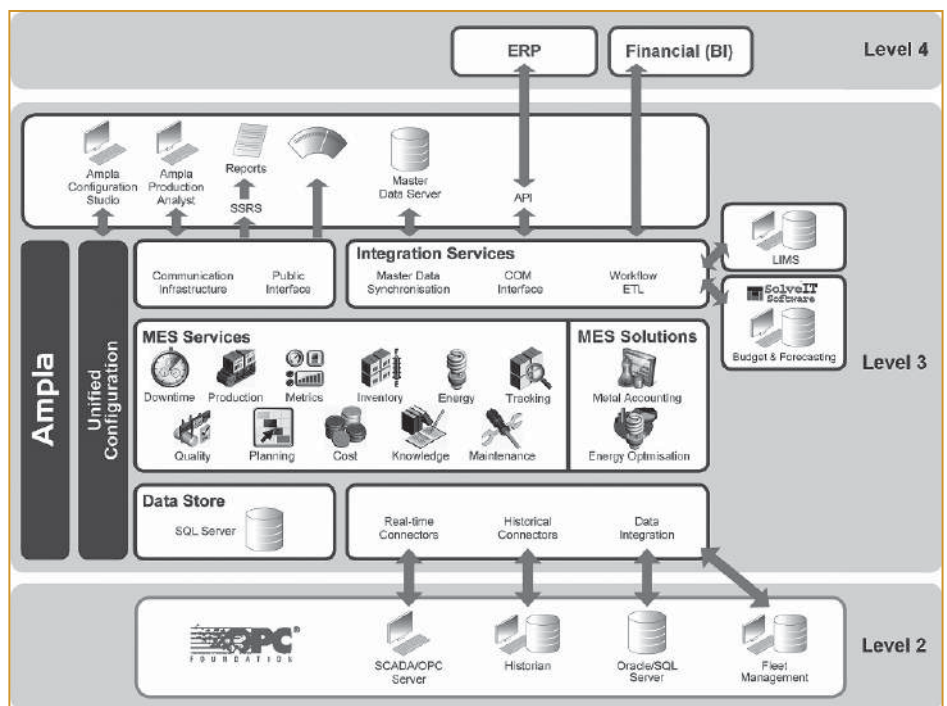 ERP
Financial (BI)
Level 4
Ampla
Configuration
Studio
Ampla
Production
Analyst
Reports
SSRS
Master
Data Server
API
LIMS
SolveIT
Software
Budget & Forecasting
Level 3
Ampla
Unified
Configuration
Communication
Infrastructure
Public
Interface
Integration Services
Master Data
Synchronisation
COM
Interface
Workflow
ETL
MES Services
Downtime
Production
Metrics
Inventory
Energy
Tracking
Quality
Planning
Cost
Knowledge
Maintenance
MES Solutions
Metal Accounting
Energy Optmisation
Data Store
SQL Server
Real-time
Connectors
Historical
Connectors
Data
Integration
Level 2
OPC®
FOUNDATION
SCADA/OPC
Server
Historian
Oracle/SQL
Server
Fleet
Management